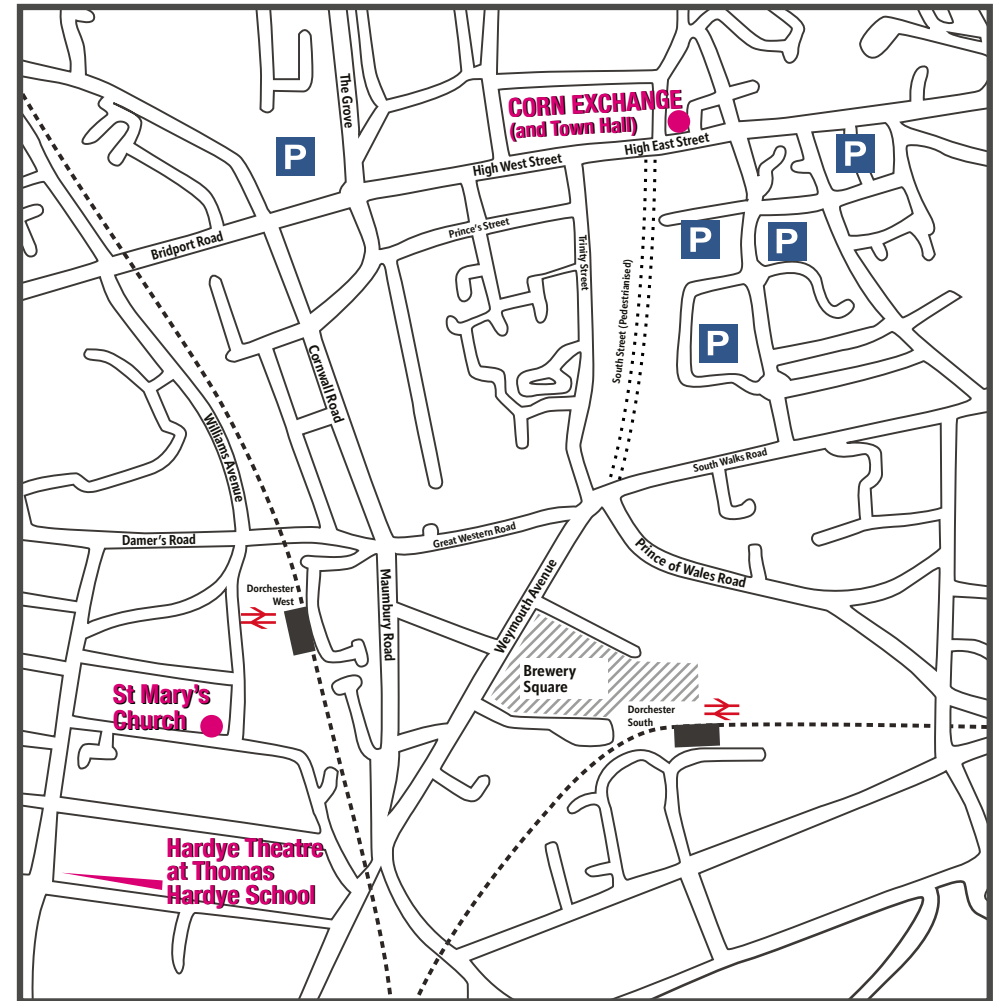 The Grove
CORN EXCHANGE
(and Town Hall)
High East Street
High West Street
P
P
P
P
P
Prince's Street
Bridport Road
Trinity Street
South Street (Pedestrianised)
Cornwall Road
Williams Avenue
South Walks Road
Great Western Road
Damer's Road
Prince of Wales Road
Weymouth Avenue
Maumbury Road
Dorchester
West
Brewery
Square
St Mary's
Church
Dorchester
South
Hardye Theatre
at Thomas
Hardye School